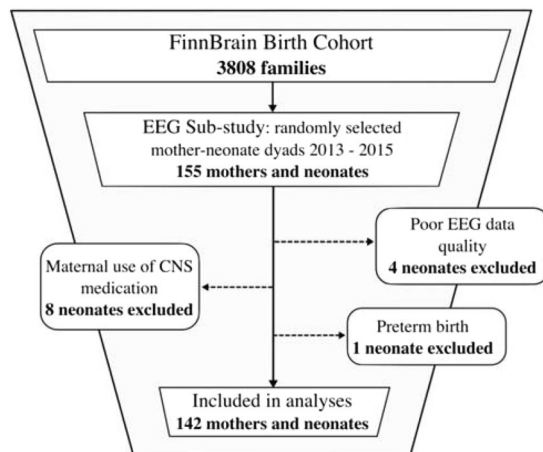 FinnBrain Birth Cohort
3808 families
EEG Sub-study: randomly selected
mother-neonate dyads 2013 - 2015
155 mothers and neonates
Poor EEG data
quality
4 neonates excluded
Maternal use of CNS
medication
8 neonates excluded
Preterm birth
1 neonate excluded
Included in analyses
142 mothers and neonates